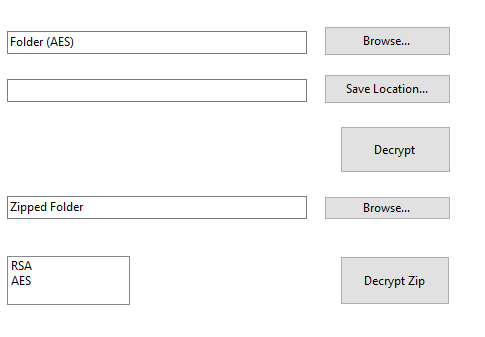 Folder (AES)
Browse...
Save Location...
Decrypt
Zipped Folder
Browse...
RSA
AES
Decrypt Zip